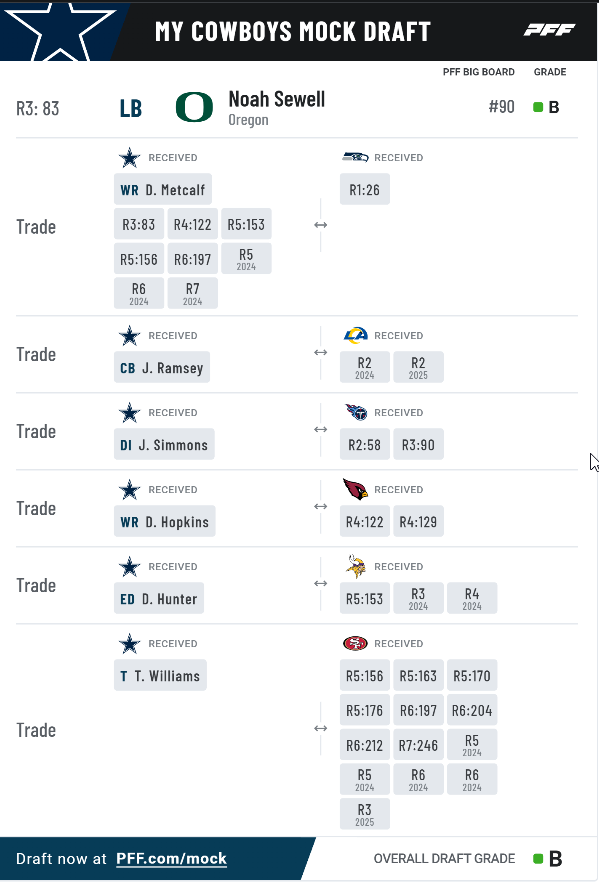 MY COWBOYS MOCK DRAFT PFF
PFF BIG BOARD GRADE
R3: 83 LB O Noah Sewell #90 B
Oregon
Trade
RECEIVED RECEIVED
WR D. Metcalf R1:26
R3:83 R4:122 R5:153
R5:156 R6:197 R5 2024
R6 2024 R7 2024
Trade
RECEIVED RECEIVED
CB J. Ramsey R2 2024 R2 2025
Trade
RECEIVED RECEIVED
DI J. Simmons R2:58 R3:90
Trade
RECEIVED RECEIVED
WR D. Hopkins R4:122 R4:129
Trade
RECEIVED RECEIVED
ED D. Hunter R5:153 R3 2024 R4 2024
Trade
RECEIVED RECEIVED
T T. Williams R5:156 R5:163 R5:170
R5:176 R6:197 R6:204
R6:212 R7:246 R5 2024
R5 2024 R6 2024 R6 2024
R3 2025
Draft now at PFF.com/mock OVERALL DRAFT GRADE B